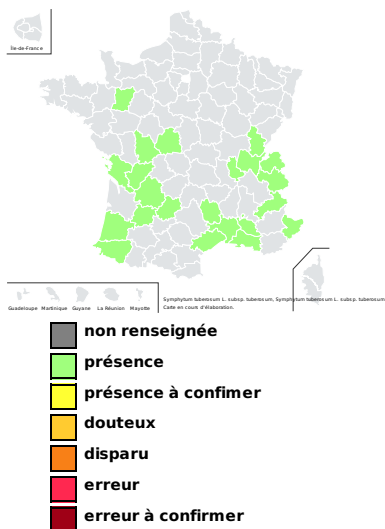 Île-de-France
Guadeloupe Martinique Guyane La Réunion Mayotte
Symphytum tuberosum L. subsp. tuberosum, Symphytum tuberosum L. subsp. tuberosum
Carte en cours d'élaboration.
non renseignée
présence
présence à confimer
douteux
disparu
erreur
erreur à confirmer